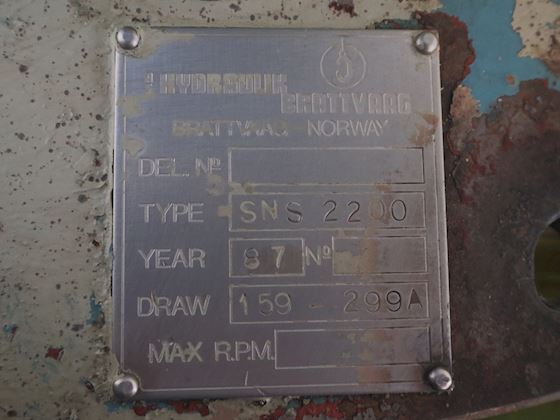 A/S HYDRAULIK
BRATTVAAG
BRATTVAAG - NORWAY
DEL. Nº
TYPE SNS 2200
YEAR 87 Nº
DRAW 159 - 299A
MAX R.P.M.